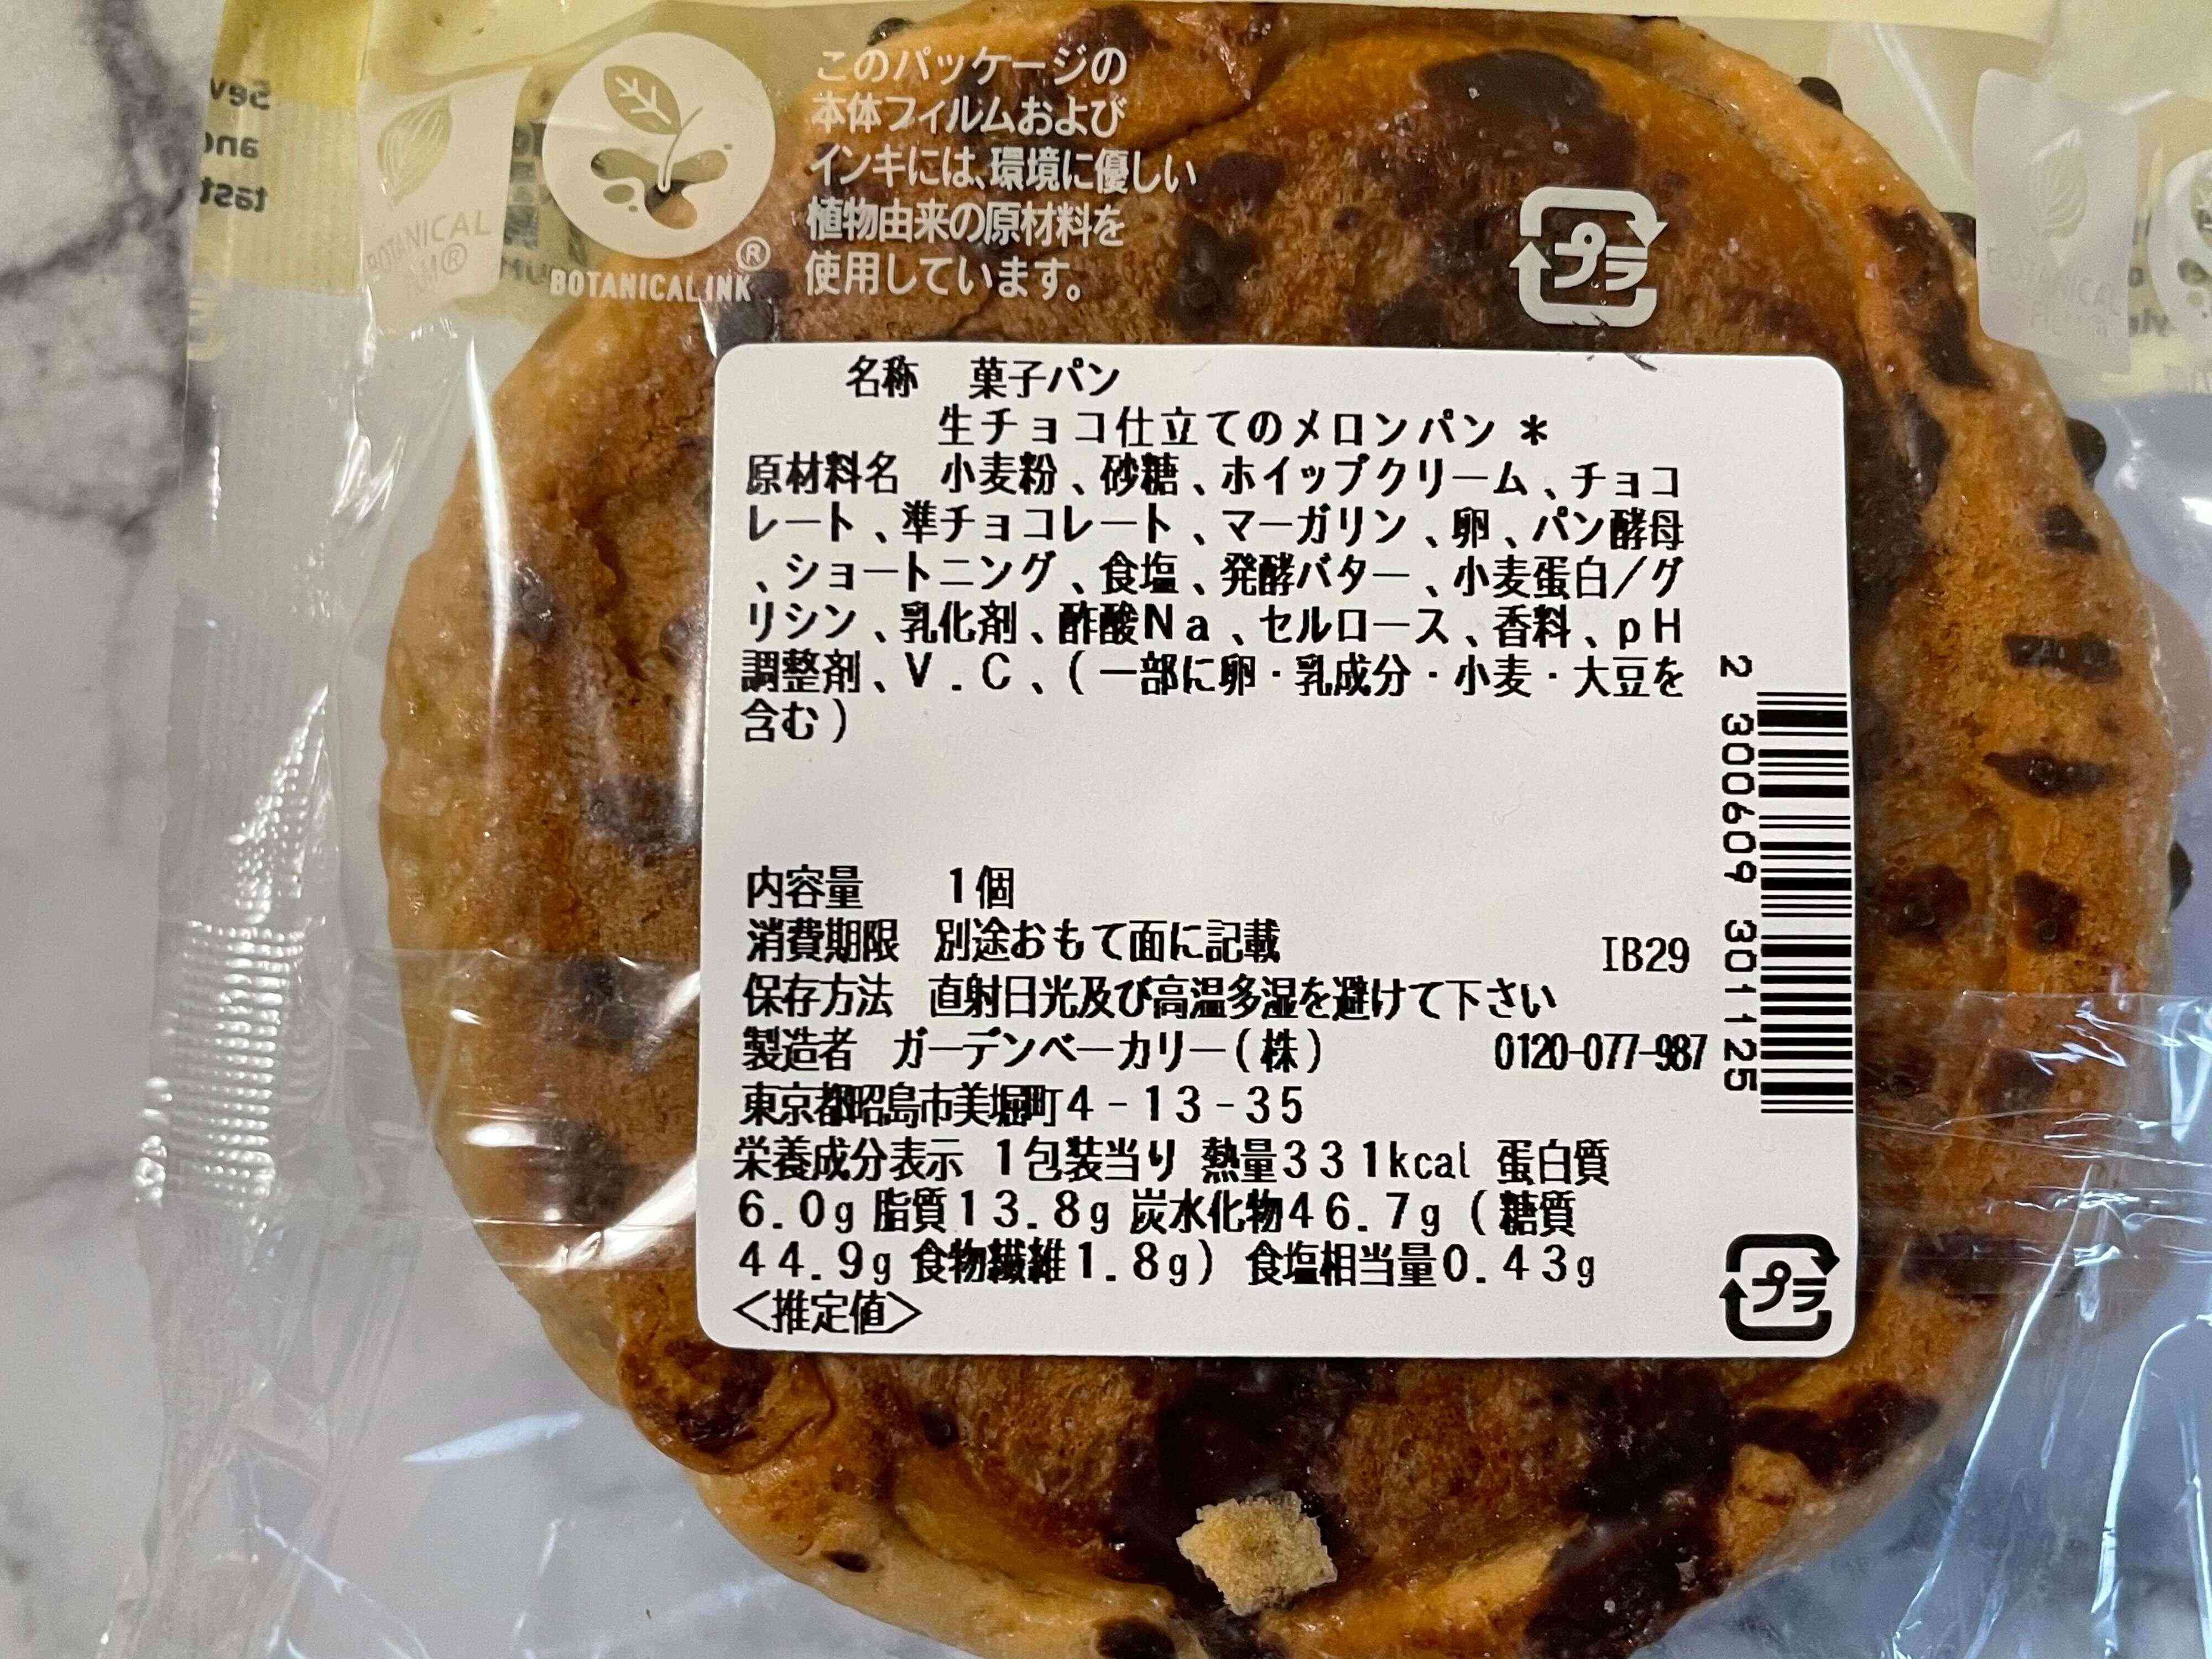 このパッケージの
本体フィルムおよび
インキには、環境に優しい
植物由来の原材料を
使用しています。
BOTANICAL INK ®
プラ
名称 菓子パン
生チョコ仕立てのメロンパン＊
原材料名 小麦粉、砂糖、ホイップクリーム、チョコ
レート、準チョコレート、マーガリン、卵、パン酵母
、ショートニング、食塩、発酵バター、小麦蛋白／グ
リシン、乳化剤、酢酸Ｎａ、セルロース、香料、ｐＨ
調整剤、Ｖ．Ｃ、(一部に卵・乳成分・小麦・大豆を
含む)
内容量 1個
消費期限 別途おもて面に記載 IB29
保存方法 直射日光及び高温多湿を避けて下さい
製造者 ガーデンベーカリー(株) 0120-077-987
東京都昭島市美堀町4-13-35
栄養成分表示 1包装当り 熱量331kcal 蛋白質
6.0g 脂質13.8g 炭水化物46.7g (糖質
44.9g 食物繊維1.8g) 食塩相当量0.43g
<推定値>
2 300609 301125
プラ